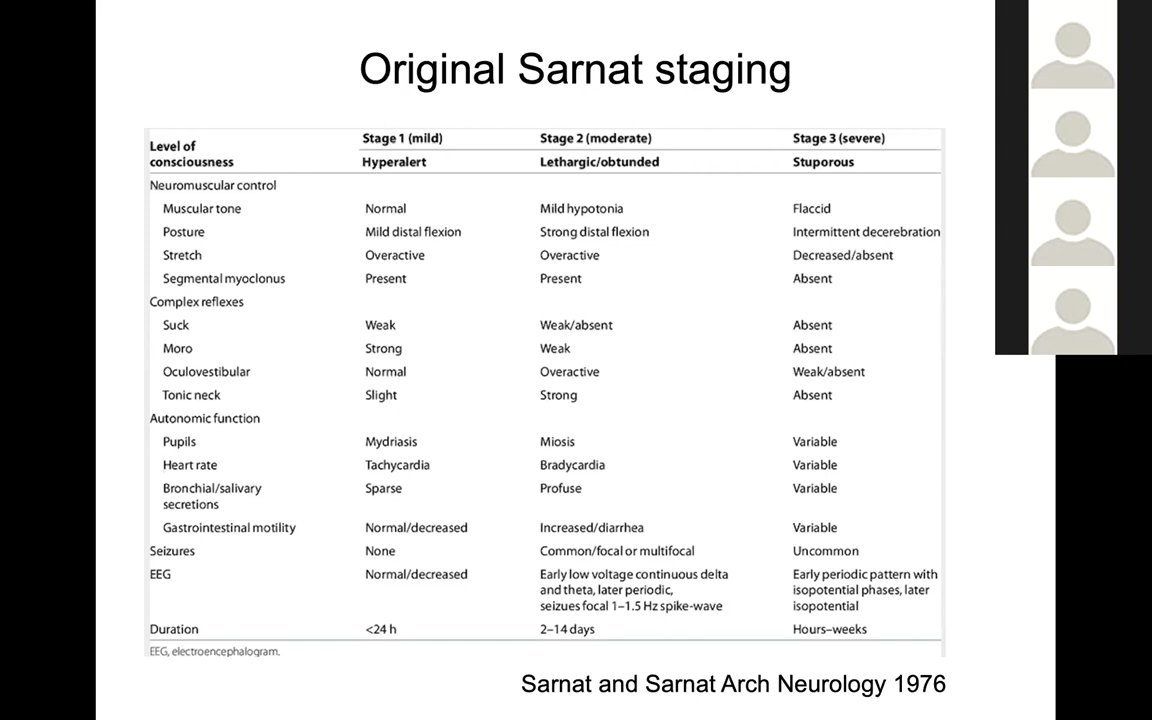 Original Sarnat staging
Level of consciousness Stage 1 (mild) Stage 2 (moderate) Stage 3 (severe)
Hyperalert Lethargic/obtunded Stuporous
Neuromuscular control
Muscular tone Normal Mild hypotonia Flaccid
Posture Mild distal flexion Strong distal flexion Intermittent decerebration
Stretch Overactive Overactive Decreased/absent
Segmental myoclonus Present Present Absent
Complex reflexes
Suck Weak Weak/absent Absent
Moro Strong Weak Absent
Oculovestibular Normal Overactive Weak/absent
Tonic neck Slight Strong Absent
Autonomic function
Pupils Mydriasis Miosis Variable
Heart rate Tachycardia Bradycardia Variable
Bronchial/salivary Sparse Profuse Variable
secretions
Gastrointestinal motility Normal/decreased Increased/diarrhea Variable
Seizures None Common/focal or multifocal Uncommon
EEG Normal/decreased Early low voltage continuous delta Early periodic pattern with
and theta, later periodic, isopotential phases, later
seizues focal 1–1.5 Hz spike-wave isopotential
Duration <24 h 2–14 days Hours–weeks
EEG, electroencephalogram.
Sarnat and Sarnat Arch Neurology 1976